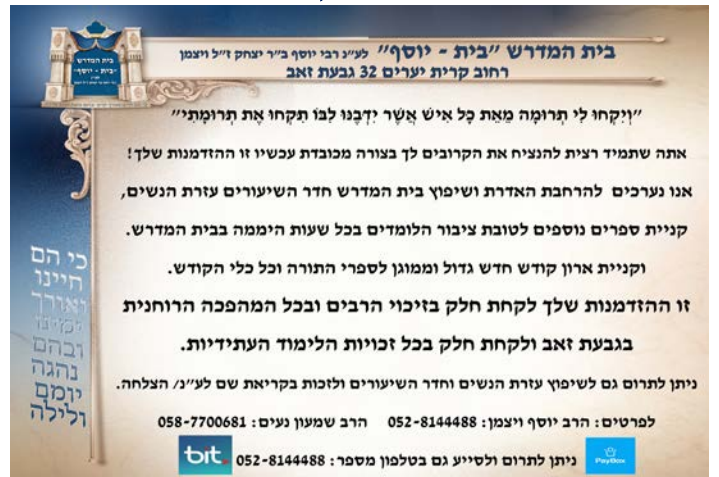 בית המדרש
"בית - יוסף"
בית המדרש "בית - יוסף" לע"נ רבי יוסף ב"ר יצחק ז"ל ויצמן
רחוב קרית יערים 32 גבעת זאב
"וְיִקְחוּ לִי תְּרוּמָה מֵאֵת כָּל אִישׁ אֲשֶׁר יִדְּבֶנּוּ לִבּוֹ תִּקְחוּ אֶת תְּרוּמָתִי"
אתה שתמיד רצית להנציח את הקרובים לך בצורה מכובדת עכשיו זו ההזדמנות שלך!
אנו נערכים להרחבת האדרת ושיפוץ בית המדרש חדר השיעורים עזרת הנשים,
קניית ספרים נוספים לטובת ציבור הלומדים בכל שעות היממה בבית המדרש.
וקניית ארון קודש חדש גדול וממוגן לספרי התורה וכל כלי הקודש.
זו ההזדמנות שלך לקחת חלק בזיכוי הרבים ובכל המהפכה הרוחנית
בגבעת זאב ולקחת חלק בכל זכויות הלימוד העתידיות.
ניתן לתרום גם לשיפוץ עזרת הנשים וחדר השיעורים ולזכות בקריאת שם לע"נ/ הצלחה.
לפרטים: הרב יוסף ויצמן: 052-8144488 הרב שמעון נעים: 058-7700681
PayBox ניתן לתרום ולסייע גם בטלפון מספר: 052-8144488 bit
כי הם
חיינו
ואורך
ימינו
ובהם
נהגה
יומם
ולילה